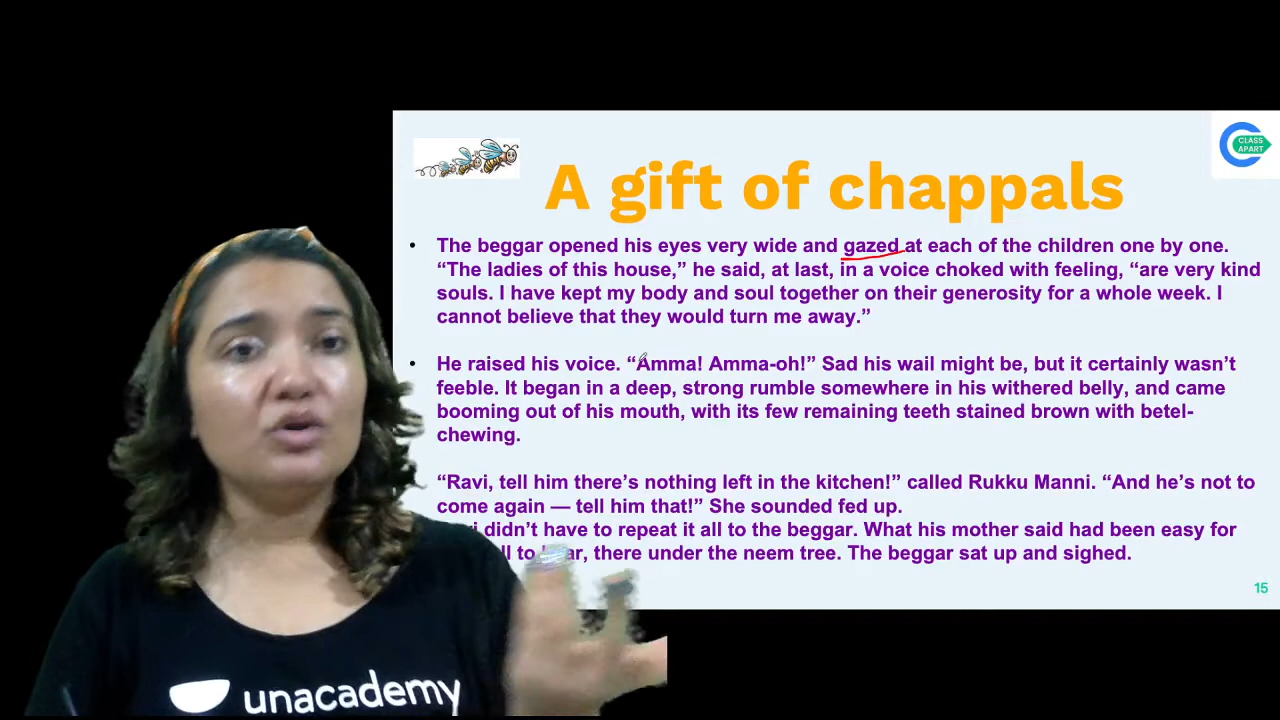 CLASS
APART
A gift of chappals
• The beggar opened his eyes very wide and gazed at each of the children one by one.
“The ladies of this house,” he said, at last, in a voice choked with feeling, “are very kind
souls. I have kept my body and soul together on their generosity for a whole week. I
cannot believe that they would turn me away.”
• He raised his voice. “Amma! Amma-oh!” Sad his wail might be, but it certainly wasn’t
feeble. It began in a deep, strong rumble somewhere in his withered belly, and came
booming out of his mouth, with its few remaining teeth stained brown with betel-
chewing.
“Ravi, tell him there’s nothing left in the kitchen!” called Rukku Manni. “And he’s not to
come again — tell him that!” She sounded fed up.
didn’t have to repeat it all to the beggar. What his mother said had been easy for
to there under the neem tree. The beggar sat up and sighed.
15
unacademy